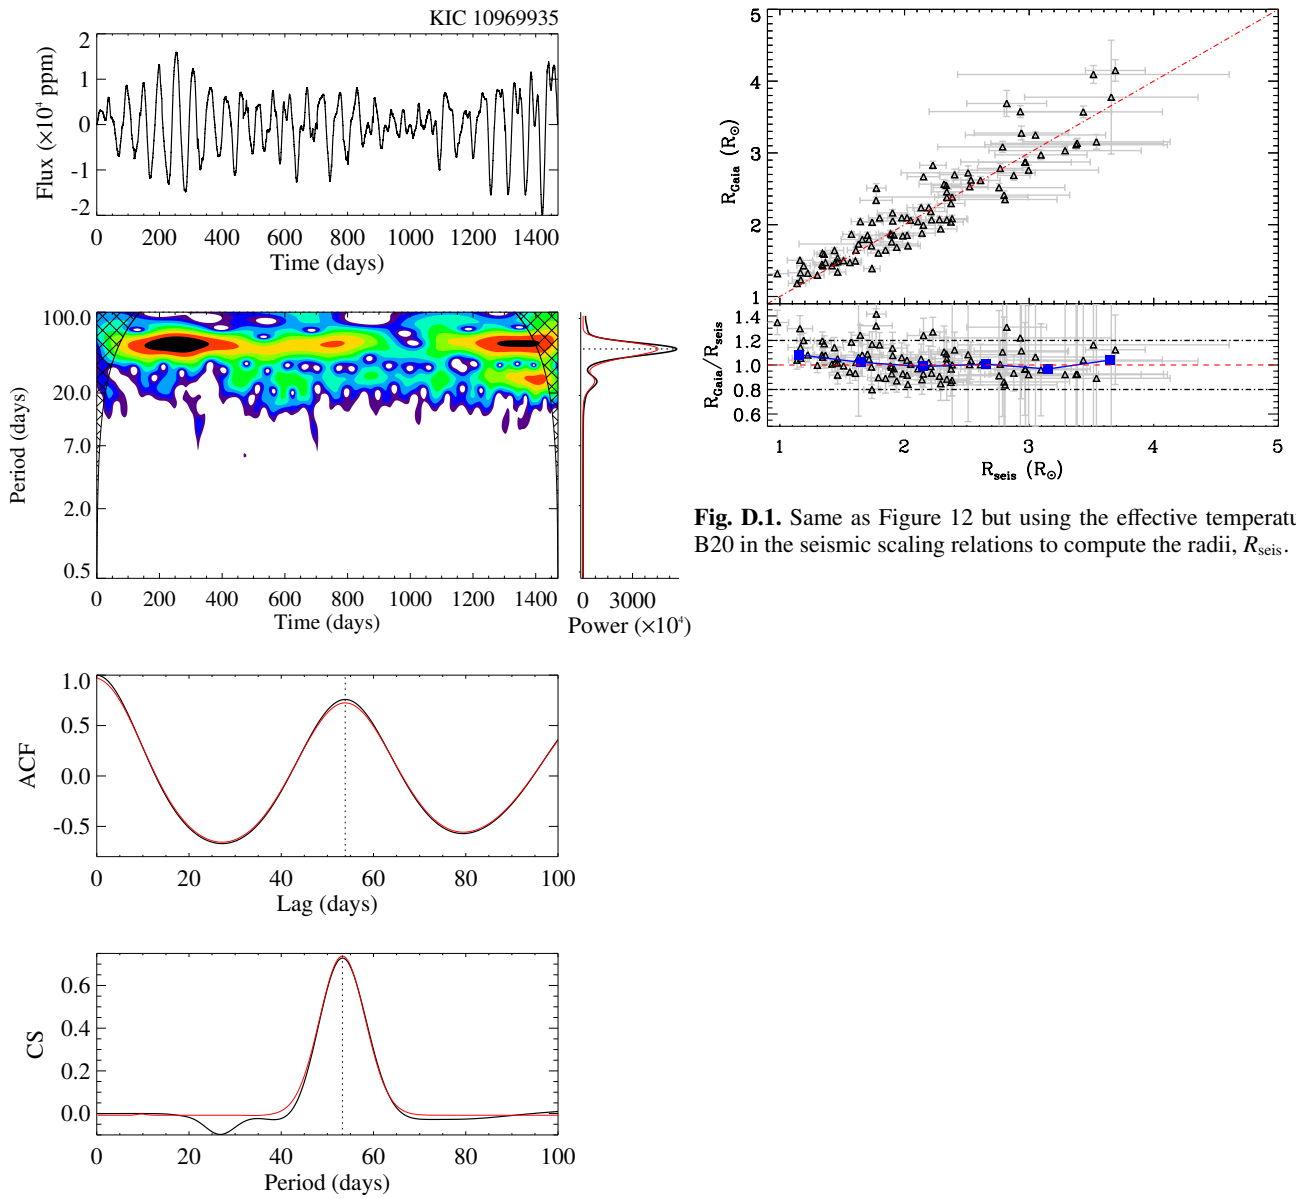 KIC 10969935
2
1
0
-1
-2
Flux (×10⁴ ppm)
0 200 400 600 800 1000 1200 1400
Time (days)
100.0
20.0
7.0
2.0
0.5
Period (days)
0 200 400 600 800 1000 1200 1400
Time (days)
0 3000
Power (×10⁴)
1.0
0.5
0.0
-0.5
ACF
0 20 40 60 80 100
Lag (days)
0.6
0.4
0.2
0.0
CS
0 20 40 60 80 100
Period (days)
5
4
3
2
1
R_Gaia (R⊙)
1.4
1.2
1.0
0.8
0.6
R_Gaia/R_seis
1 2 3 4 5
R_seis (R⊙)
Fig. D.1. Same as Figure 12 but using the effective temperatu
B20 in the seismic scaling relations to compute the radii, R_seis.